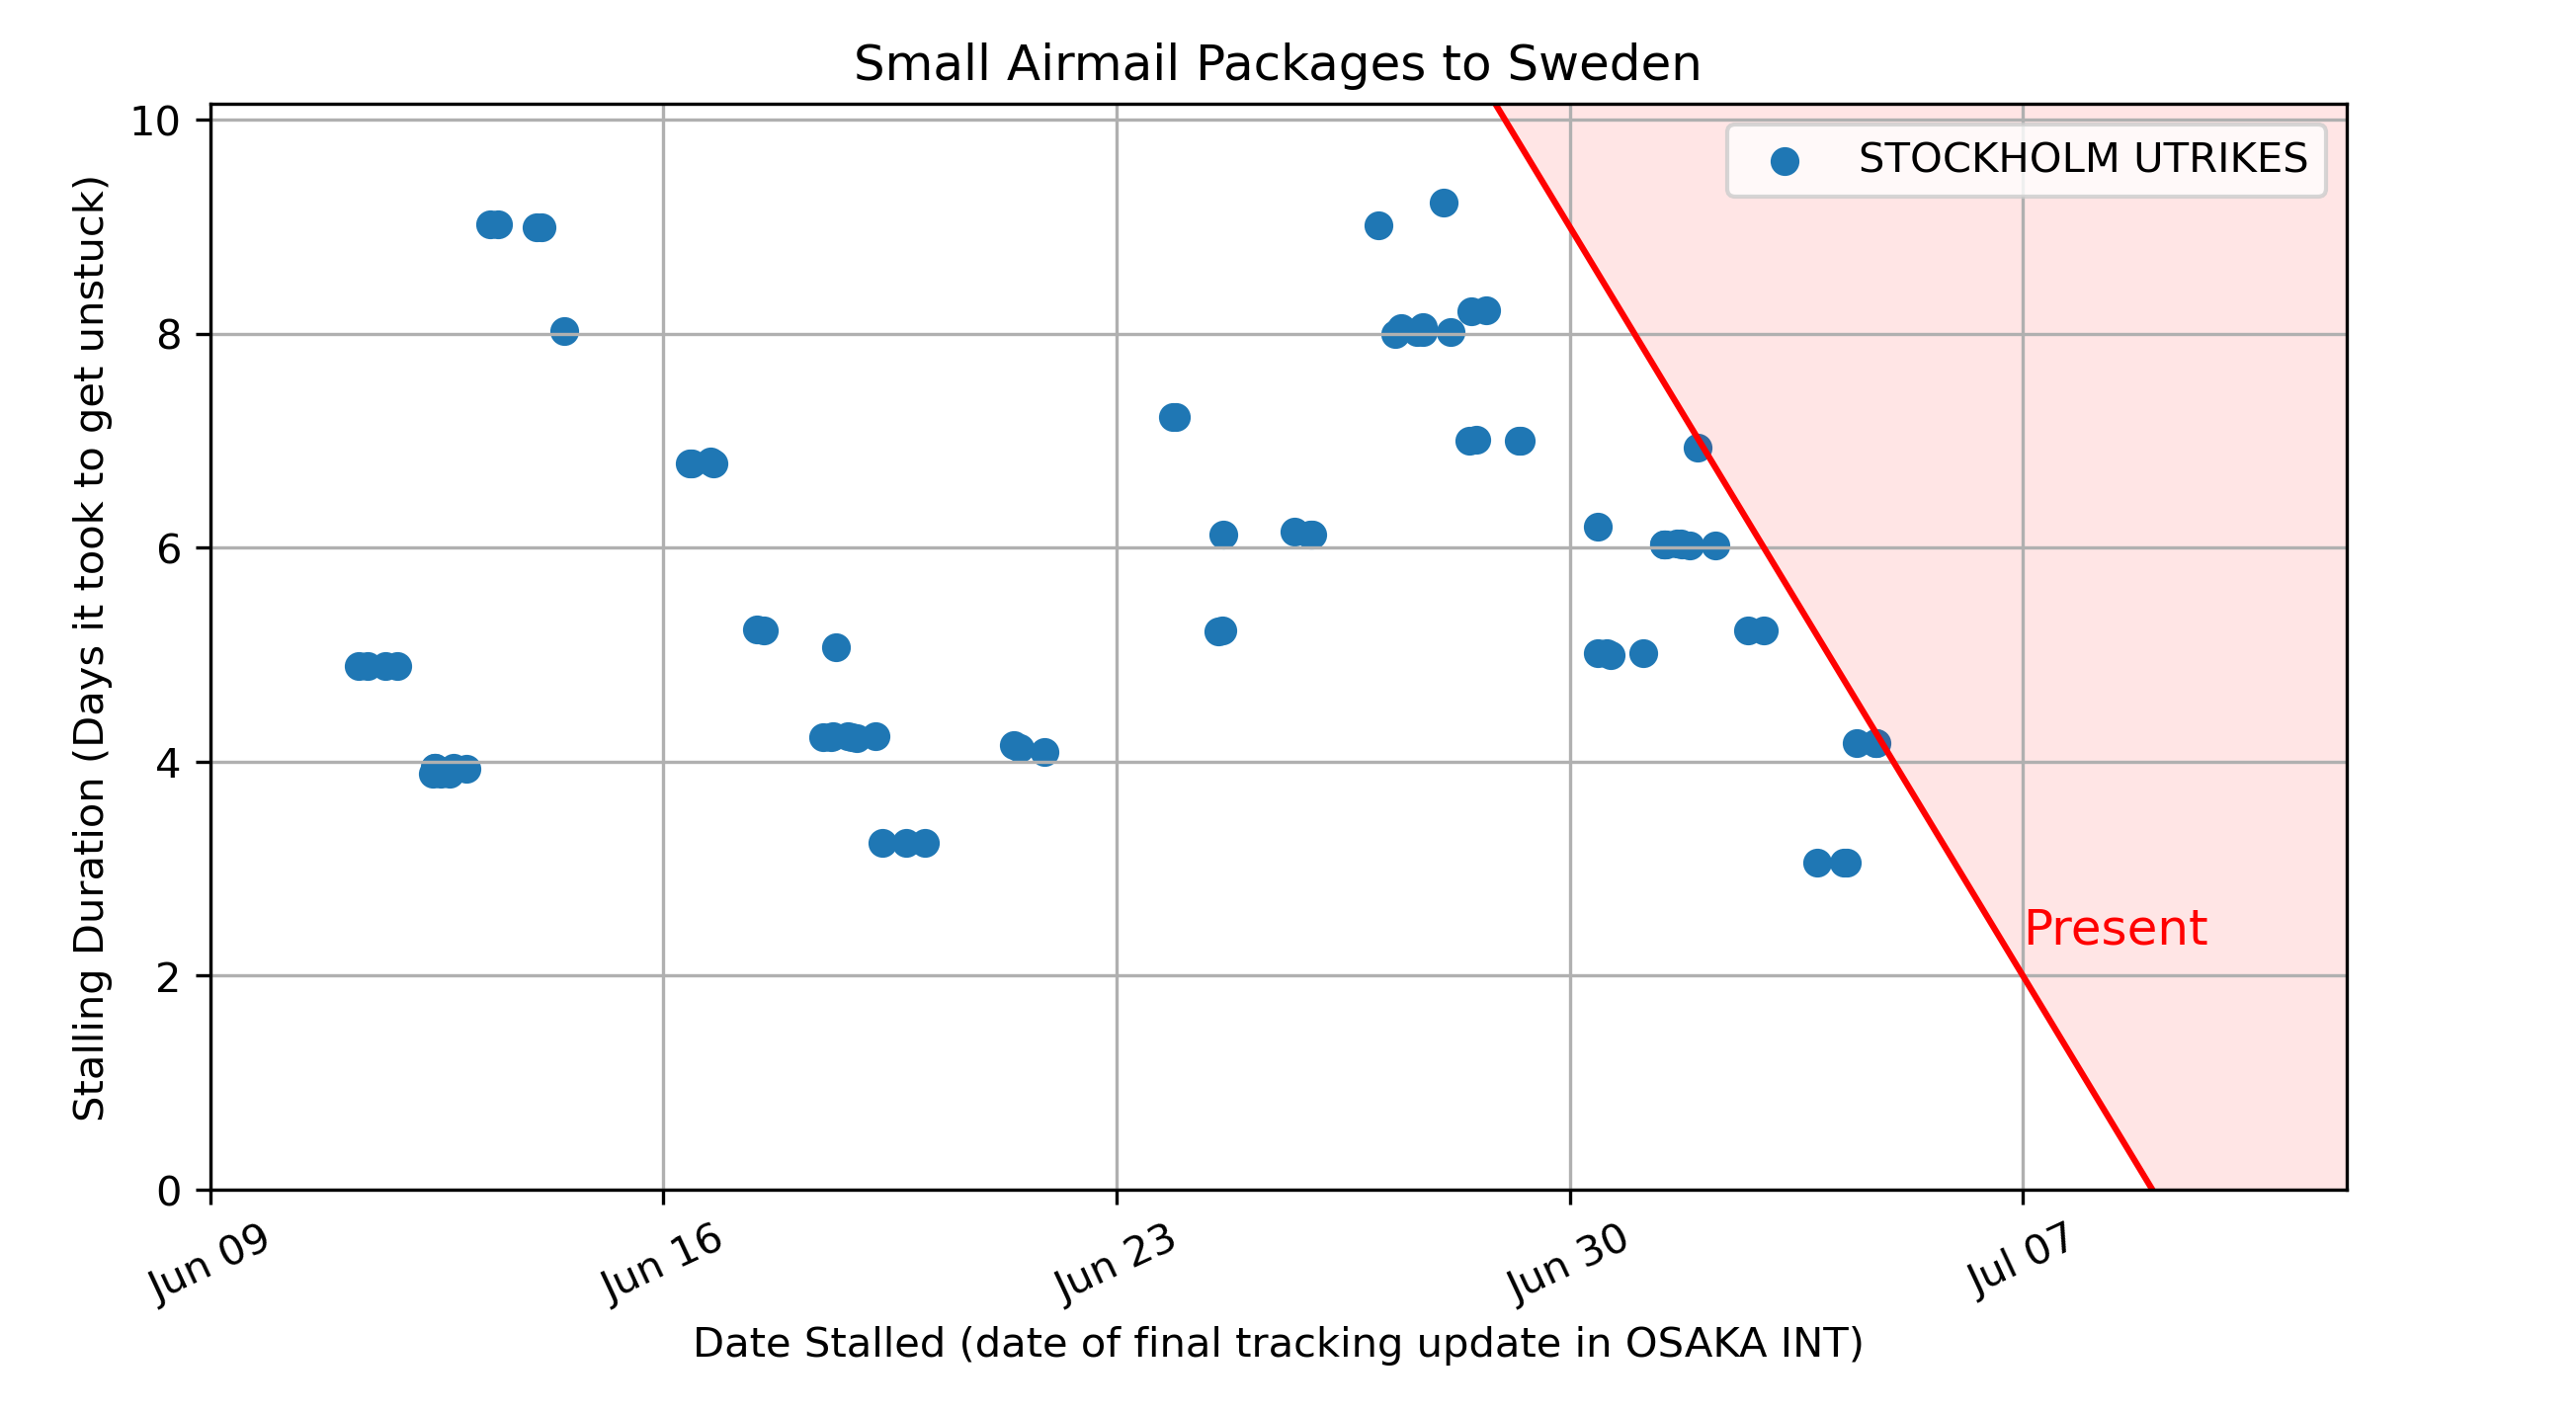 Small Airmail Packages to Sweden
Stalling Duration (Days it took to get unstuck)
10
8
6
4
2
0
STOCKHOLM UTRIKES
Present
Jun 09
Jun 16
Jun 23
Jun 30
Jul 07
Date Stalled (date of final tracking update in OSAKA INT)